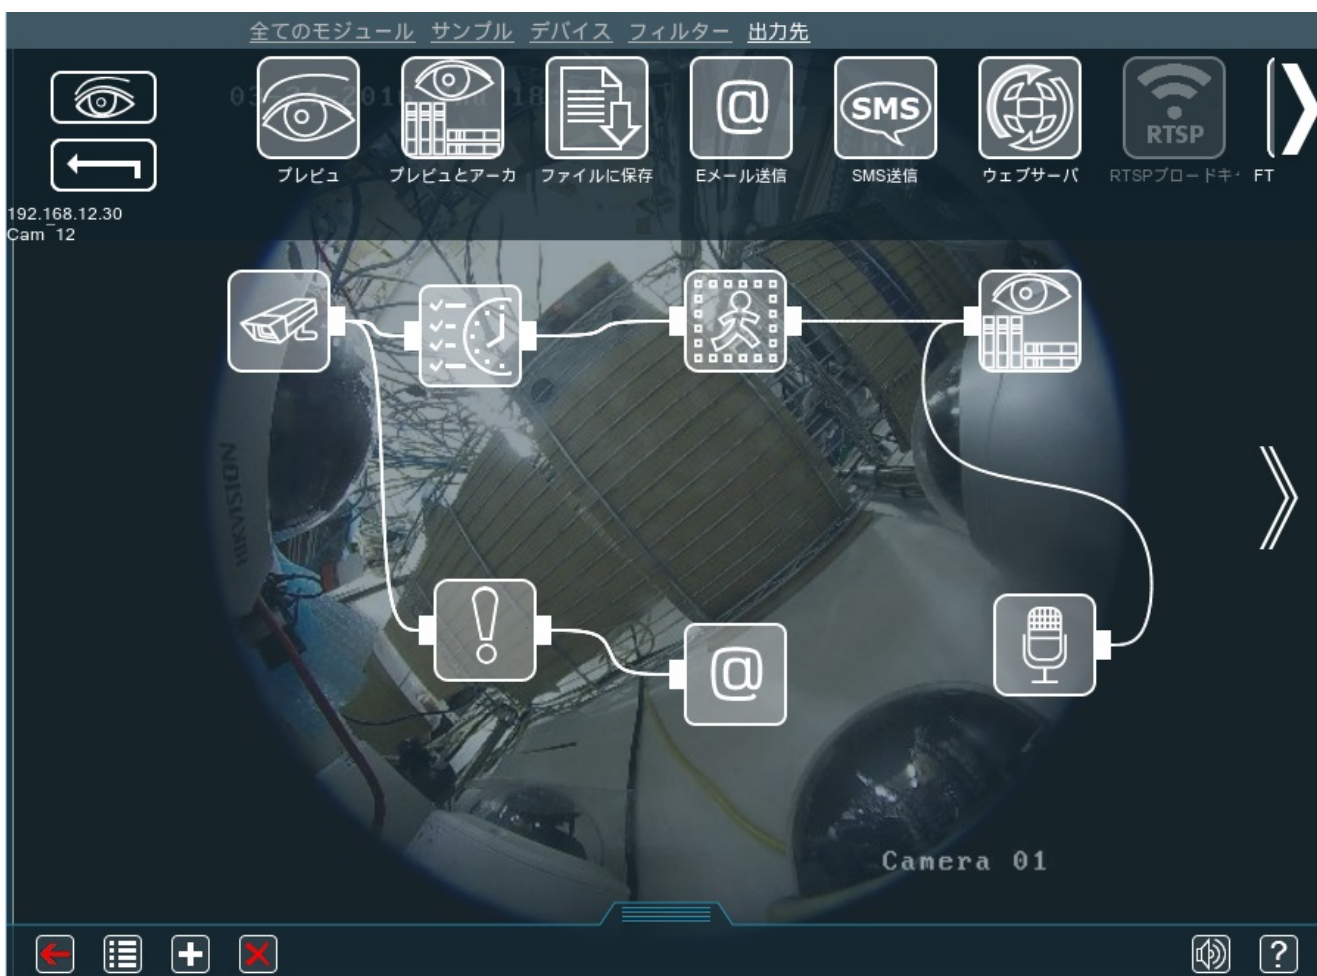 全てのモジュール サンプル デバイス フィルター 出力先
SMS
RTSP
プレビュ プレビュとアーカ ファイルに保存 Eメール送信 SMS送信 ウェブサーバ RTSPブロードキャ FT
192.168.12.30
Cam_12
@
HIKVISION
@
Camera 01
?